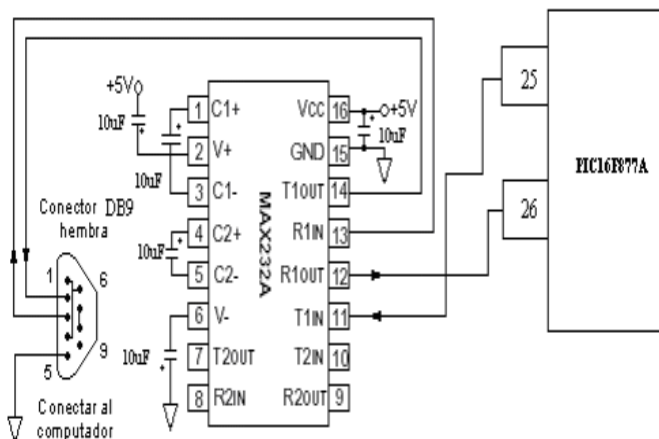 +5V
10uF
10uF
1 C1+
2 V+
3 C1-
4 C2+
5 C2-
6 V-
7 T2OUT
8 R2IN
MAX232A
VCC 16
GND 15
T1OUT 14
R1IN 13
R1OUT 12
T1IN 11
T2IN 10
R2OUT 9
+5V
10uF
10uF
10uF
25
26
PIC16F877A
Conector DB9
hembra
1
6
9
5
Conectar al
computador